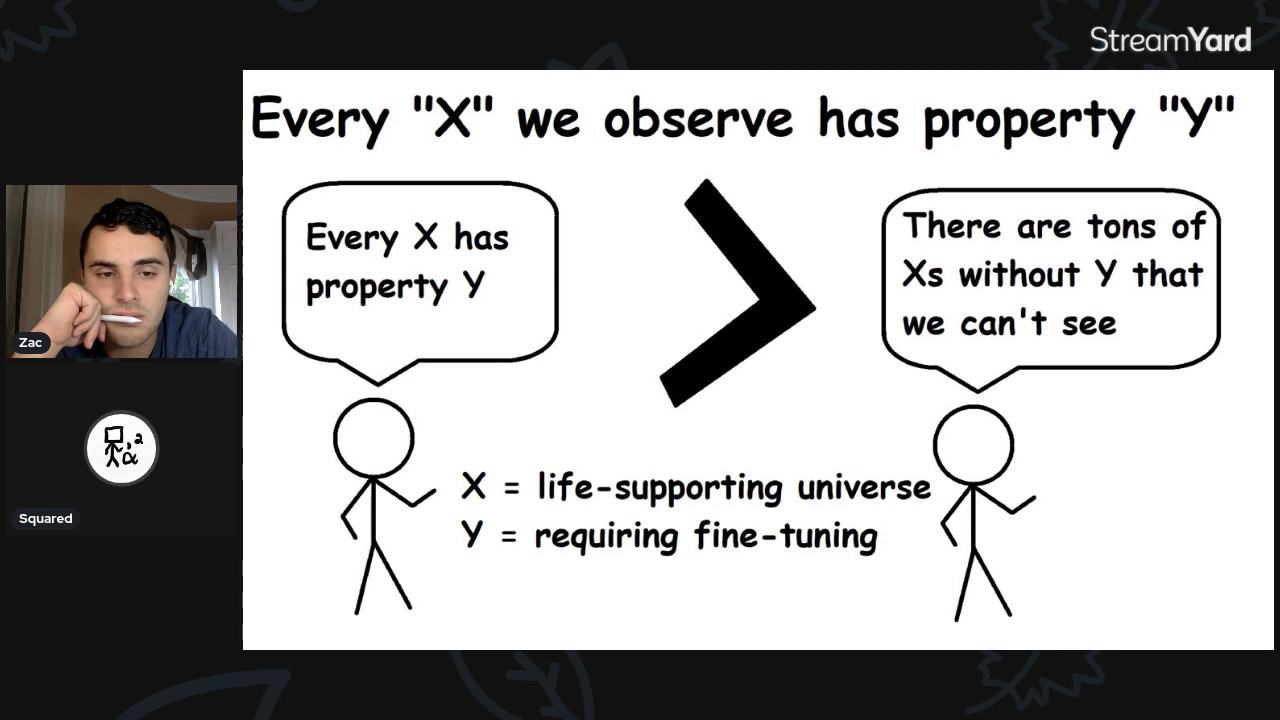 StreamYard
Every "X" we observe has property "Y"
Every X has
property Y
There are tons of
Xs without Y that
we can't see
X = life-supporting universe
Y = requiring fine-tuning
Zac
Squared